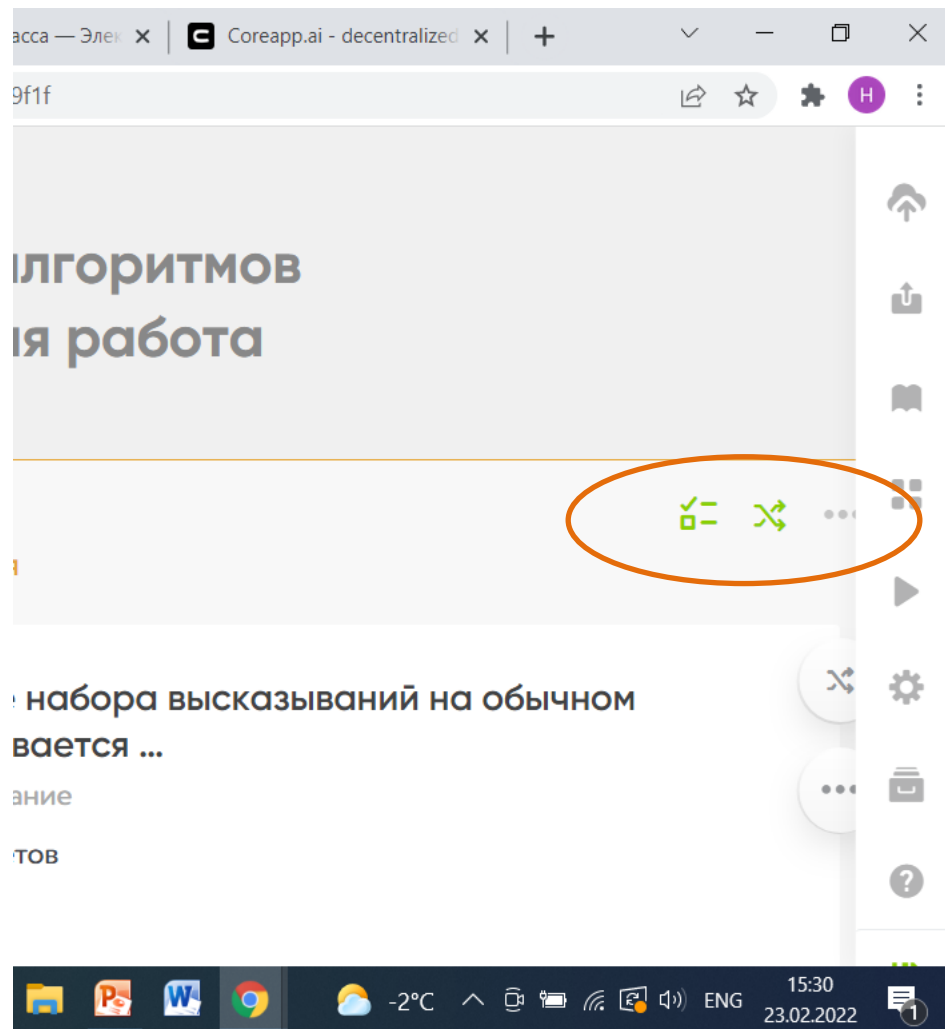 асса — Элек
Coreapp.ai - decentralized
9f1f
H
лгоритмов
я работа
я
набора высказываний на обычном
вается ...
ание
тов
-2°C
ENG
15:30
23.02.2022
1